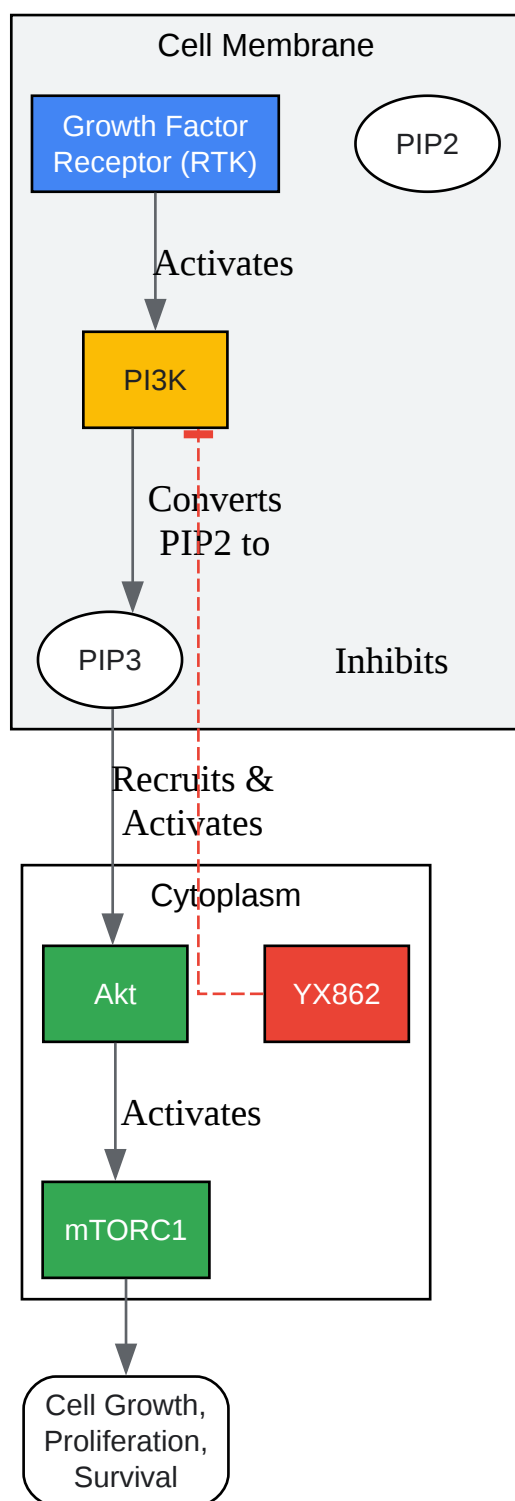 Cell Membrane
Growth Factor
Receptor (RTK)
PIP2
Activates
PI3K
Converts
PIP2 to
PIP3
Inhibits
Recruits &
Activates
Cytoplasm
Akt
YX862
Activates
mTORC1
Cell Growth,
Proliferation,
Survival